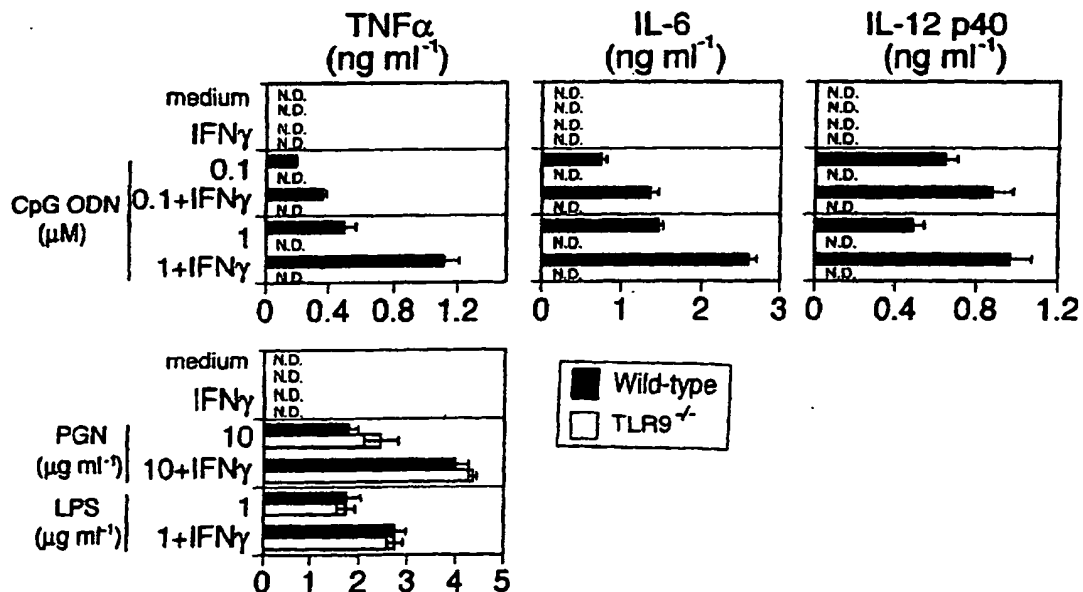 TNFα IL-6 IL-12 p40
(ng ml⁻¹) (ng ml⁻¹) (ng ml⁻¹)
medium N.D. N.D. N.D.
N.D. N.D. N.D.
IFNγ N.D. N.D. N.D.
N.D. N.D. N.D.
CpG ODN
(μM)
0.1
N.D. N.D. N.D.
0.1+IFNγ
N.D. N.D. N.D.
1
N.D. N.D. N.D.
1+IFNγ
N.D. N.D. N.D.
0 0.4 0.8 1.2 0 1 2 3 0 0.4 0.8 1.2
medium N.D.
N.D.
IFNγ N.D.
N.D.
PGN
(μg ml⁻¹)
10
10+IFNγ
LPS
(μg ml⁻¹)
1
1+IFNγ
0 1 2 3 4 5
Wild-type
TLR9⁻/⁻